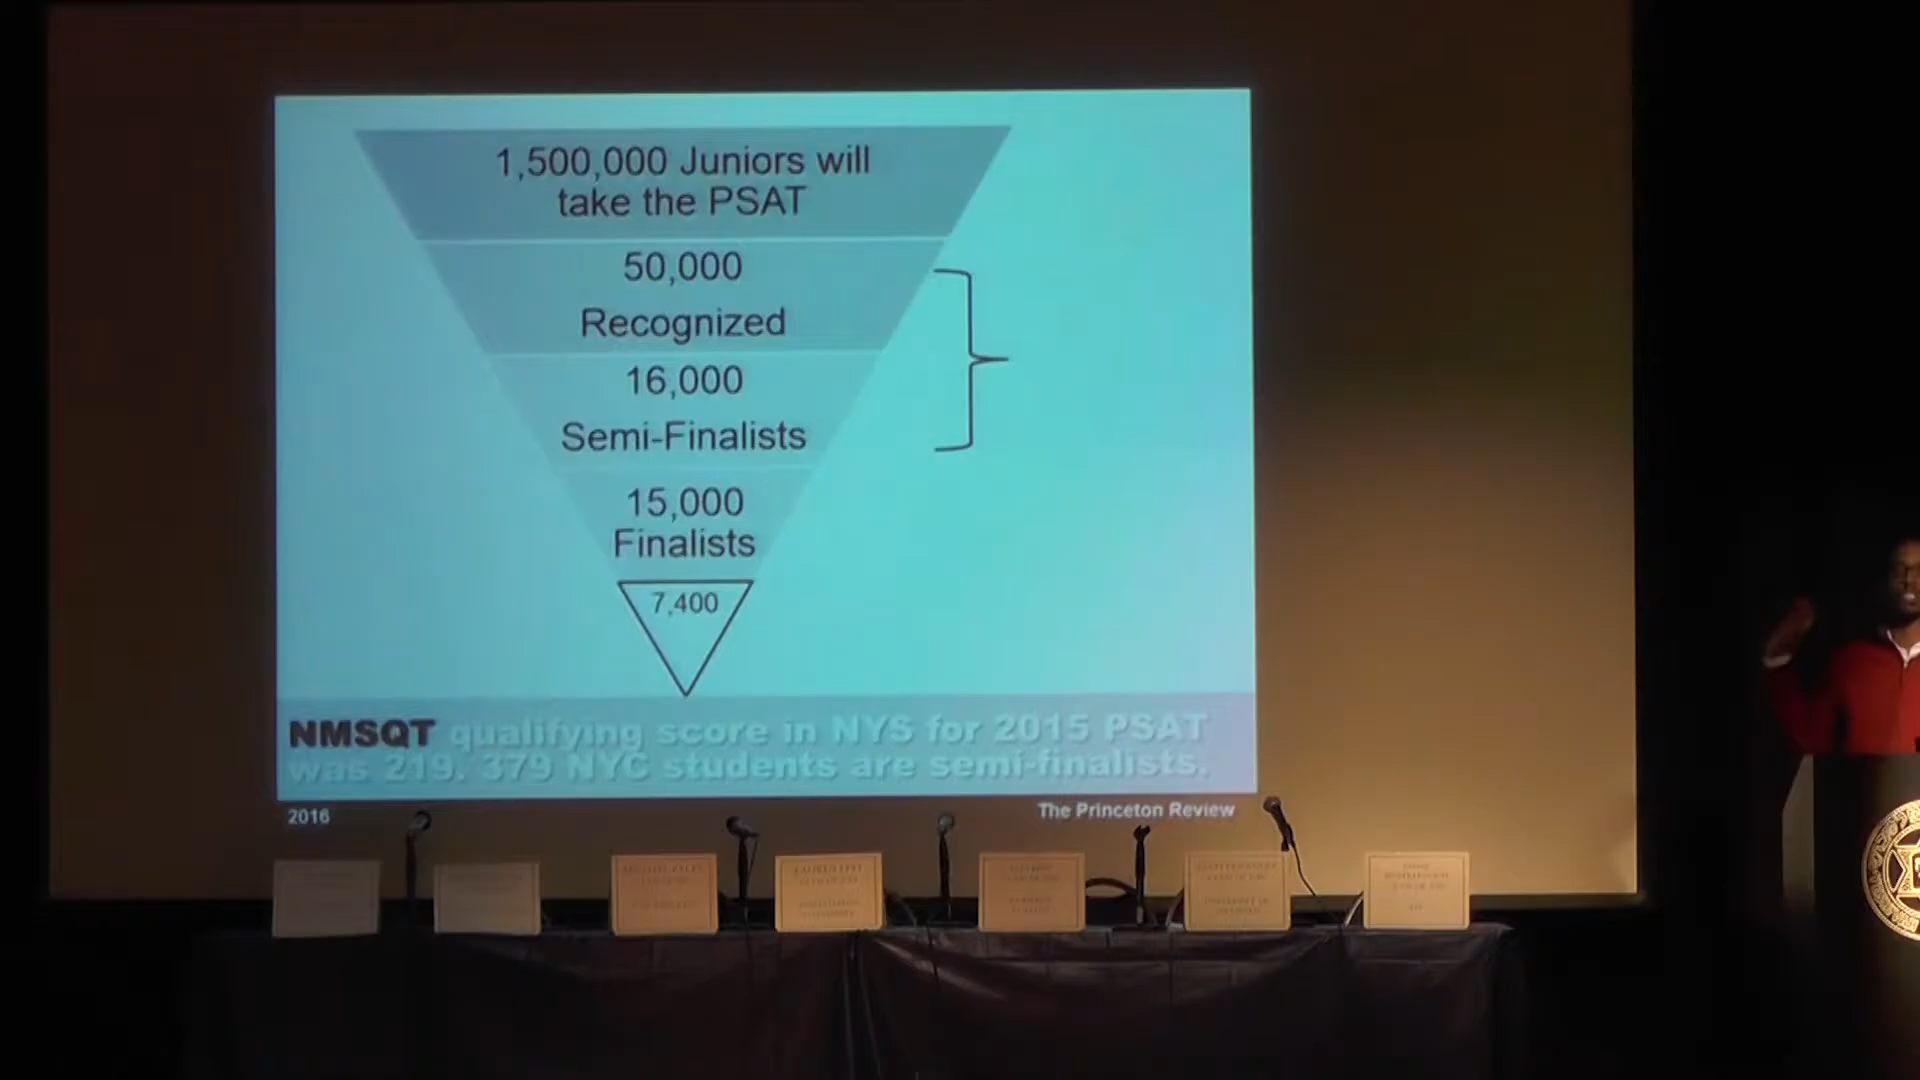 1,500,000 Juniors will
take the PSAT
50,000
Recognized
16,000
Semi-Finalists
15,000
Finalists
7,400
NMSQT qualifying score in NYS for 2015 PSAT
was 219. 379 NYC students are semi-finalists.
2016
The Princeton Review